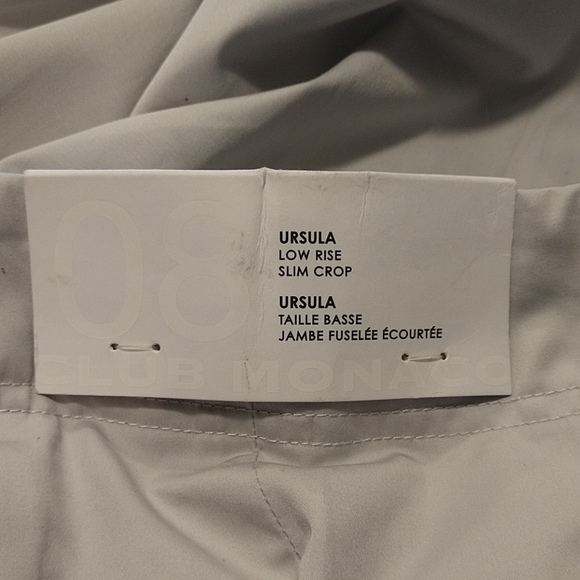 08
URSULA
LOW RISE
SLIM CROP
URSULA
TAILLE BASSE
JAMBE FUSELÉE ÉCOURTÉE
CLUB MONACO